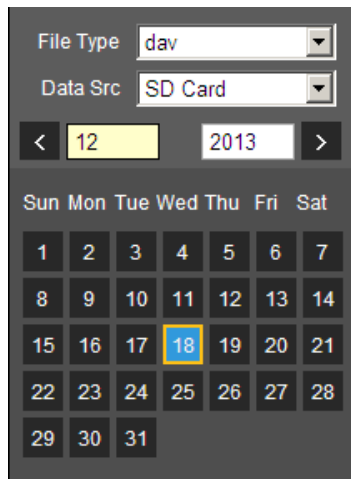 File Type dav
Data Src SD Card
< 12 2013 >
Sun Mon Tue Wed Thu Fri Sat
1 2 3 4 5 6 7
8 9 10 11 12 13 14
15 16 17 18 19 20 21
22 23 24 25 26 27 28
29 30 31